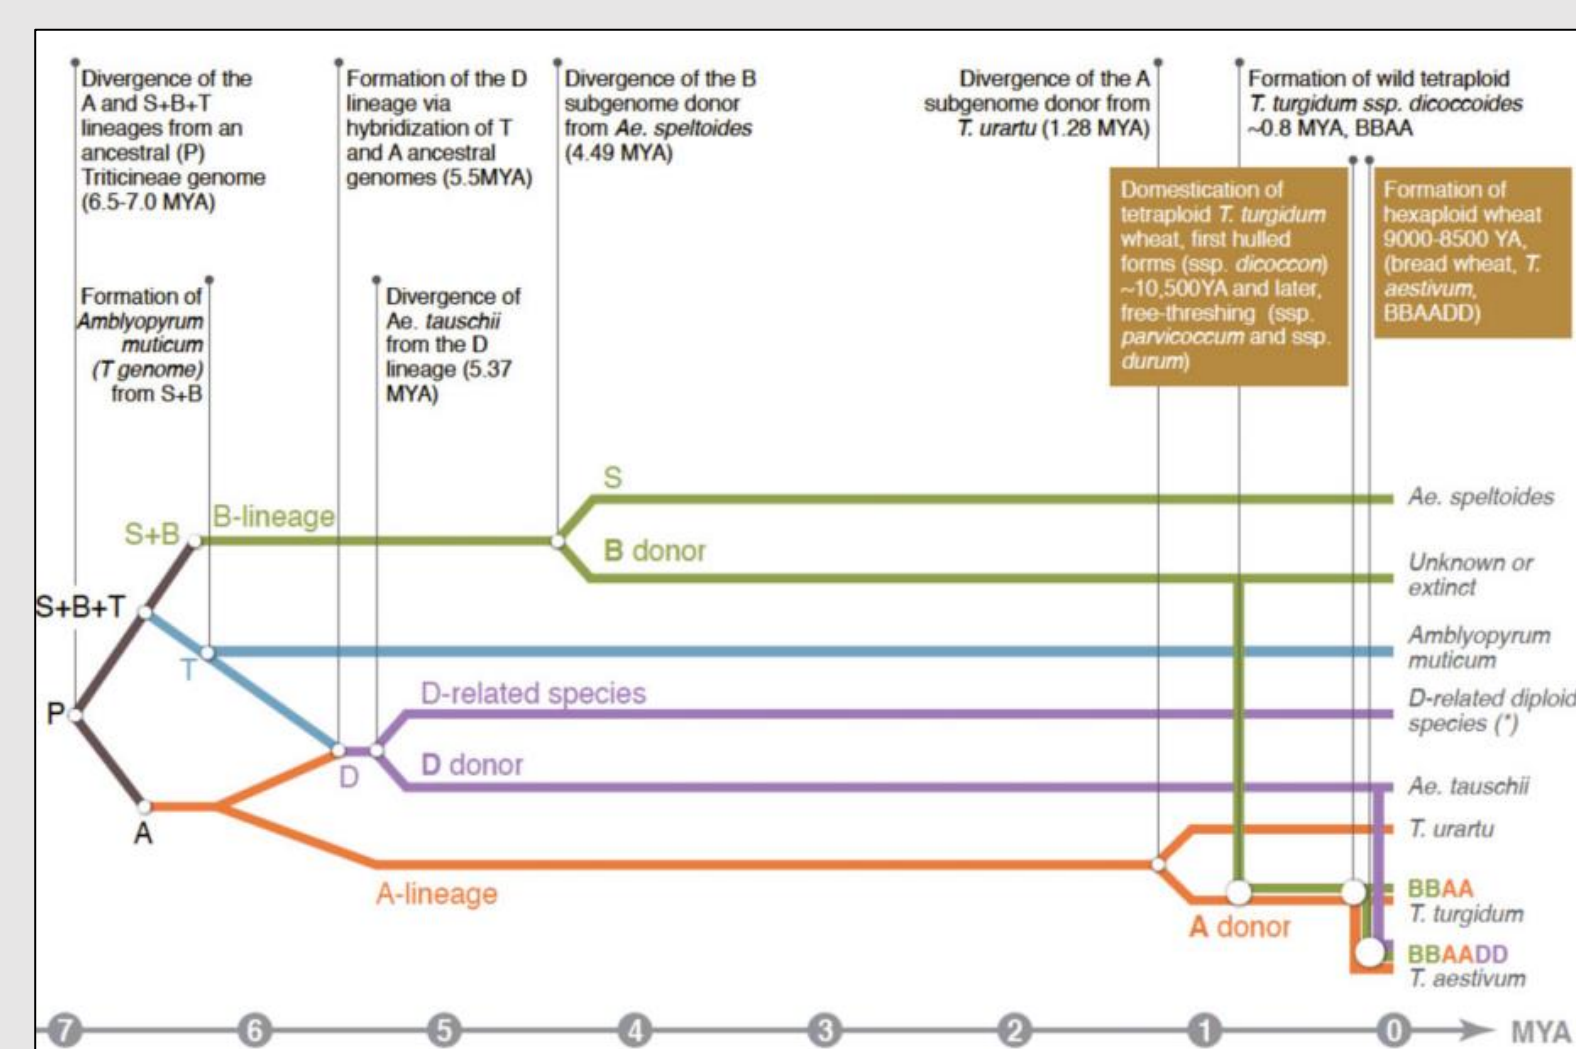 Divergence of the
A and S+B+T
lineages from an
ancestral (P)
Triticineae genome
(6.5-7.0 MYA)
Formation of the D
lineage via
hybridization of T
and A ancestral
genomes (5.5MYA)
Divergence of the B
subgenome donor
from Ae. speltoides
(4.49 MYA)
Divergence of the A
subgenome donor from
T. urartu (1.28 MYA)
Formation of wild tetraploid
T. turgidum ssp. dicoccoides
~0.8 MYA, BBAA
Domestication of
tetraploid T. turgidum
wheat, first hulled
forms (ssp. dicoccon)
~10,500YA and later,
free-threshing (ssp.
parvicoccum and ssp.
durum)
Formation of
hexaploid wheat
9000-8500 YA,
(bread wheat, T.
aestivum,
BBAADD)
Formation of
Amblyopyrum
muticum
(T genome)
from S+B
Divergence of
Ae. tauschii
from the D
lineage (5.37
MYA)
S
Ae. speltoides
B-lineage
S+B
B donor
Unknown or
extinct
S+B+T
Amblyopyrum
muticum
T
D-related species
D-related diploid
species (*)
P
D donor
D
Ae. tauschii
A
T. urartu
A-lineage
BBAA
T. turgidum
A donor
BBAADD
T. aestivum
7 6 5 4 3 2 1 0 MYA